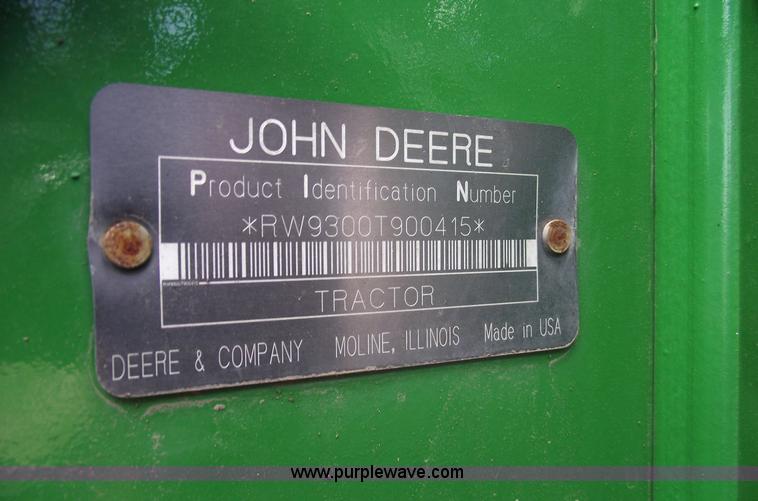 JOHN DEERE
Product Identification Number
*RW9300T900415*
TRACTOR
DEERE & COMPANY MOLINE, ILLINOIS Made in USA
www.purplewave.com